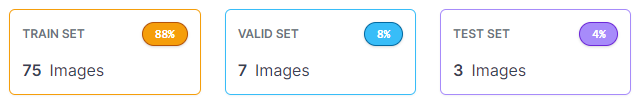 TRAIN SET 88%
75 Images
VALID SET 8%
7 Images
TEST SET 4%
3 Images